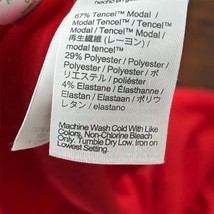 hecho en
67% Tencel™ Modal /
Modal Tencel™ / Tencel™
Modal / Tencel™ Modal /
再生繊維 (レーヨン) /
modal tencel™
29% Polyester / Polyester /
Polyester / Polyester / ポ
リエステル / poliéster
4% Elastane / Élasthanne /
Elastan / Elastaan / ポリウ
レタン / elastano
Machine Wash Cold With Like
Colors. Non-Chlorine Bleach
Only. Tumble Dry Low. Iron on
Lowest Setting.